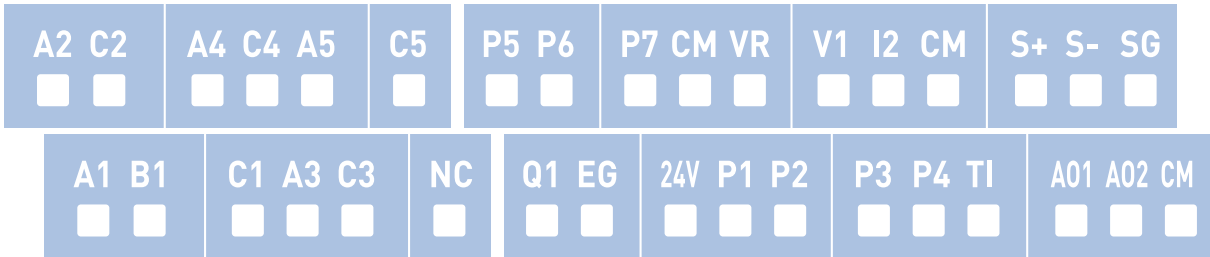 A2 C2 A4 C4 A5 C5 P5 P6 P7 CM VR V1 I2 CM S+ S- SG
A1 B1 C1 A3 C3 NC Q1 EG 24V P1 P2 P3 P4 TI A01 A02 CM